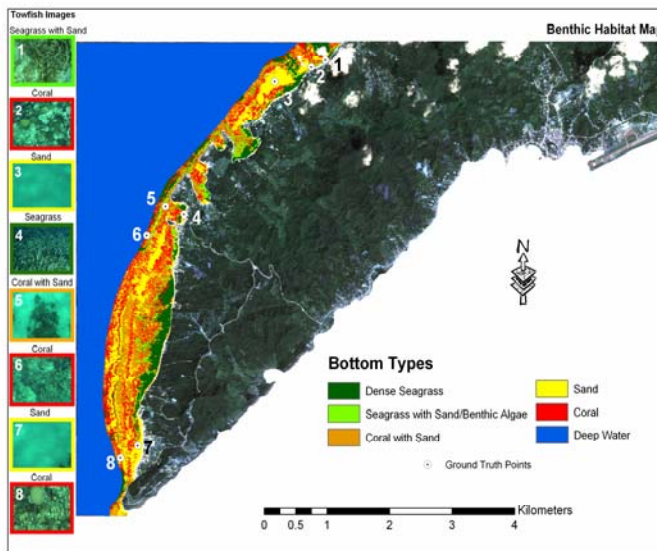 Towfish Images
Seagrass with Sand
1
Coral
2
Sand
3
Seagrass
4
Coral with Sand
5
Coral
6
Sand
7
Coral
8
Benthic Habitat Map
1
2
3
5
4
6
7
8
N
Bottom Types
Dense Seagrass
Seagrass with Sand/Benthic Algae
Coral with Sand
Sand
Coral
Deep Water
Ground Truth Points
Kilometers
0 0.5 1 2 3 4